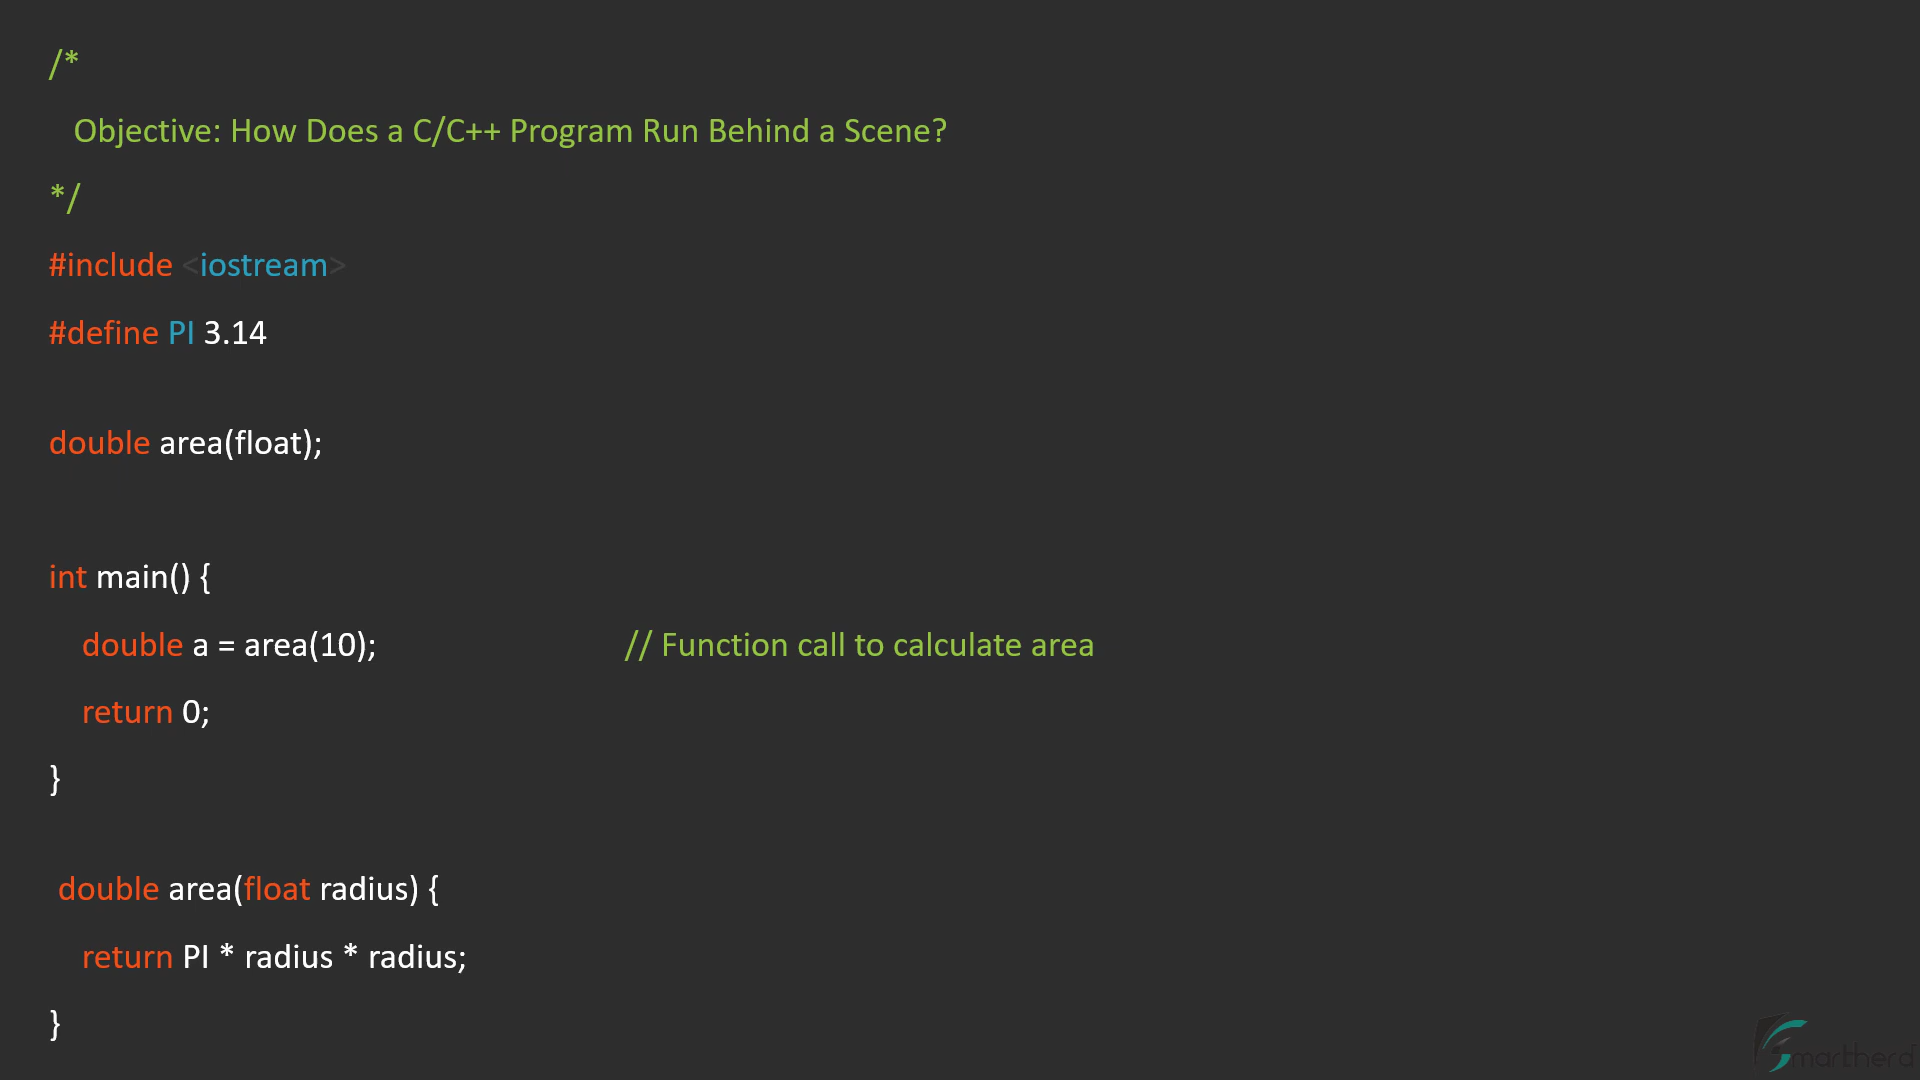 /*
Objective: How Does a C/C++ Program Run Behind a Scene?
*/
#include <iostream>
#define PI 3.14
double area(float);
int main() {
double a = area(10); // Function call to calculate area
return 0;
}
double area(float radius) {
return PI * radius * radius;
}
Smartherd